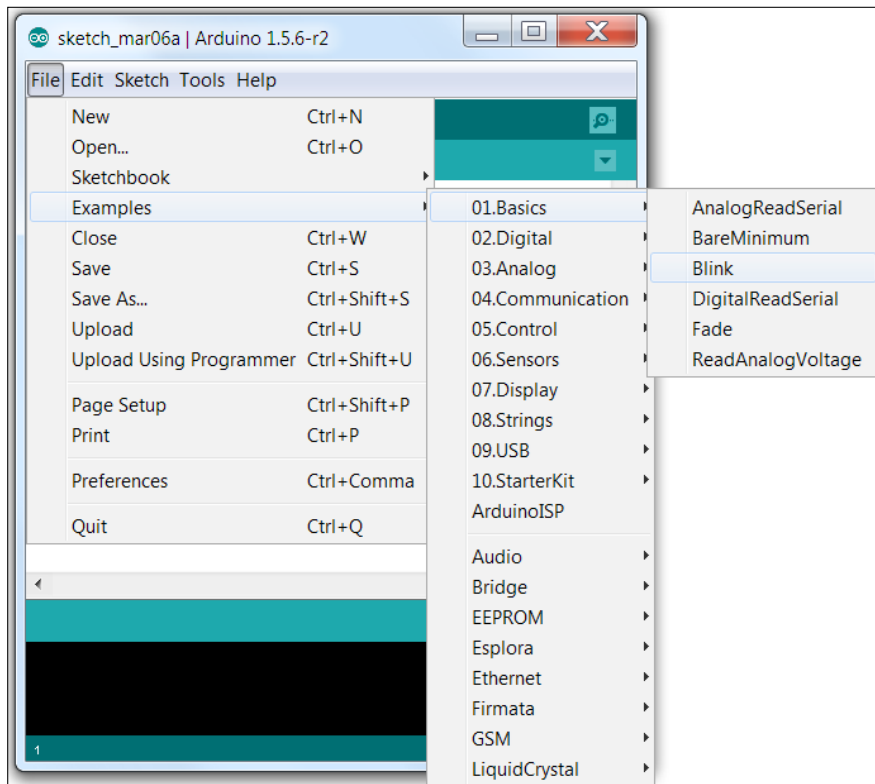 sketch_mar06a | Arduino 1.5.6-r2
File Edit Sketch Tools Help
New Ctrl+N
Open... Ctrl+O
Sketchbook
Examples
Close Ctrl+W
Save Ctrl+S
Save As... Ctrl+Shift+S
Upload Ctrl+U
Upload Using Programmer Ctrl+Shift+U
Page Setup Ctrl+Shift+P
Print Ctrl+P
Preferences Ctrl+Comma
Quit Ctrl+Q
01.Basics
02.Digital
03.Analog
04.Communication
05.Control
06.Sensors
07.Display
08.Strings
09.USB
10.StarterKit
ArduinoISP
Audio
Bridge
EEPROM
Esplora
Ethernet
Firmata
GSM
LiquidCrystal
AnalogReadSerial
BareMinimum
Blink
DigitalReadSerial
Fade
ReadAnalogVoltage
1